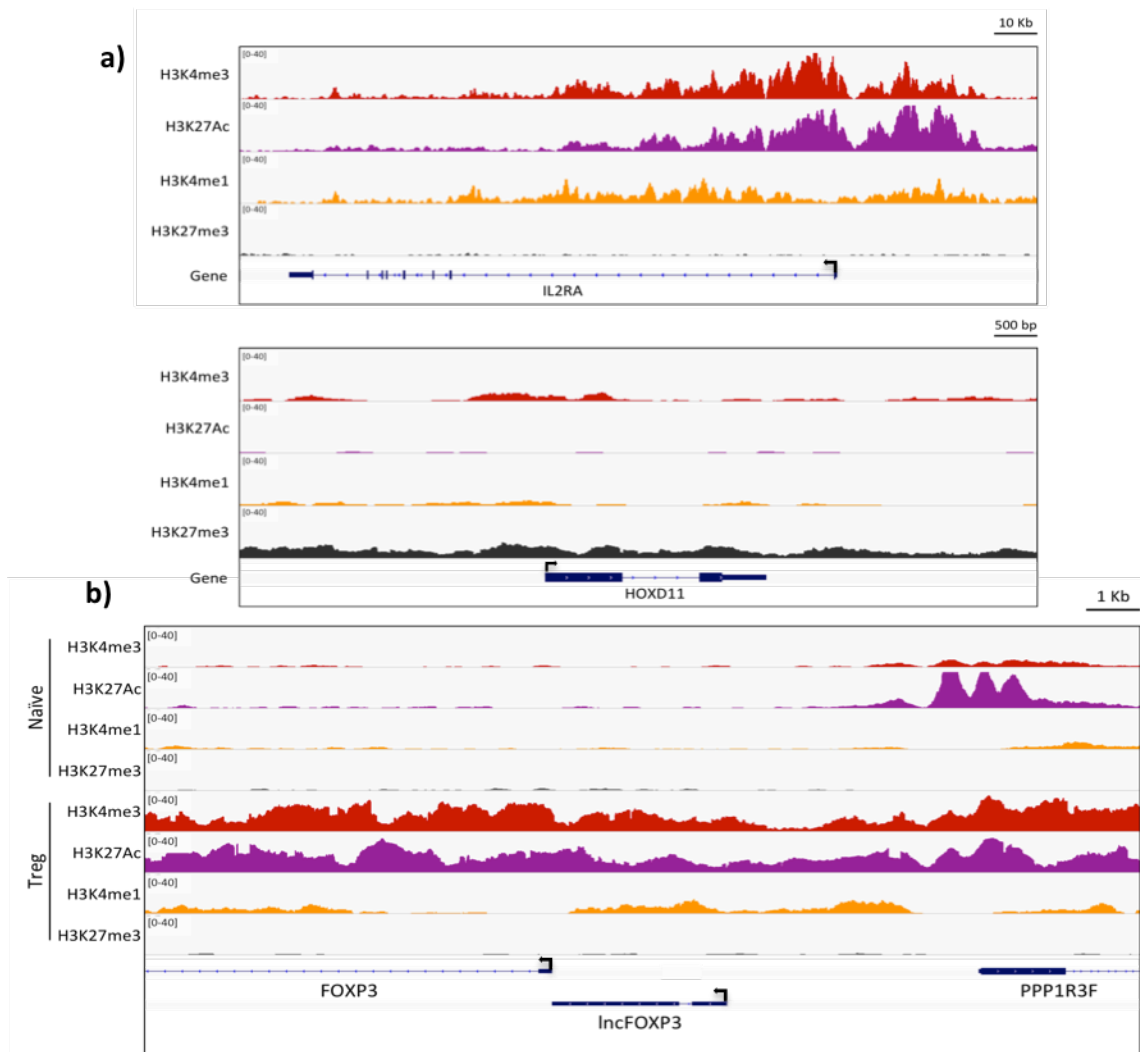 10 Kb
a)
[0-40]
H3K4me3
[0-40]
H3K27Ac
[0-40]
H3K4me1
[0-40]
H3K27me3
Gene
IL2RA
500 bp
[0-40]
H3K4me3
[0-40]
H3K27Ac
[0-40]
H3K4me1
[0-40]
H3K27me3
Gene
HOXD11
b)
1 Kb
Naïve
[0-40]
H3K4me3
[0-40]
H3K27Ac
[0-40]
H3K4me1
[0-40]
H3K27me3
Treg
[0-40]
H3K4me3
[0-40]
H3K27Ac
[0-40]
H3K4me1
[0-40]
H3K27me3
FOXP3
PPP1R3F
lncFOXP3